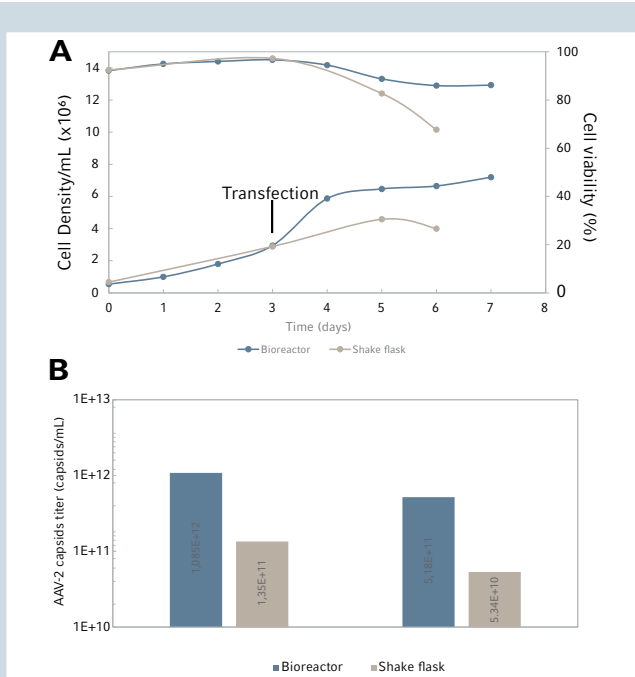 A
Cell Density/mL (x10⁶)
14
12
10
8
6
4
2
0
100
80
60
40
20
0
Cell viability (%)
Transfection
0 1 2 3 4 5 6 7 8
Time (days)
Bioreactor Shake flask
B
AAV-2 capsids titer (capsids/mL)
1E+13
1E+12
1E+11
1E+10
1,085E+12
1,35E+11
5,18E+11
5.34E+10
Bioreactor Shake flask